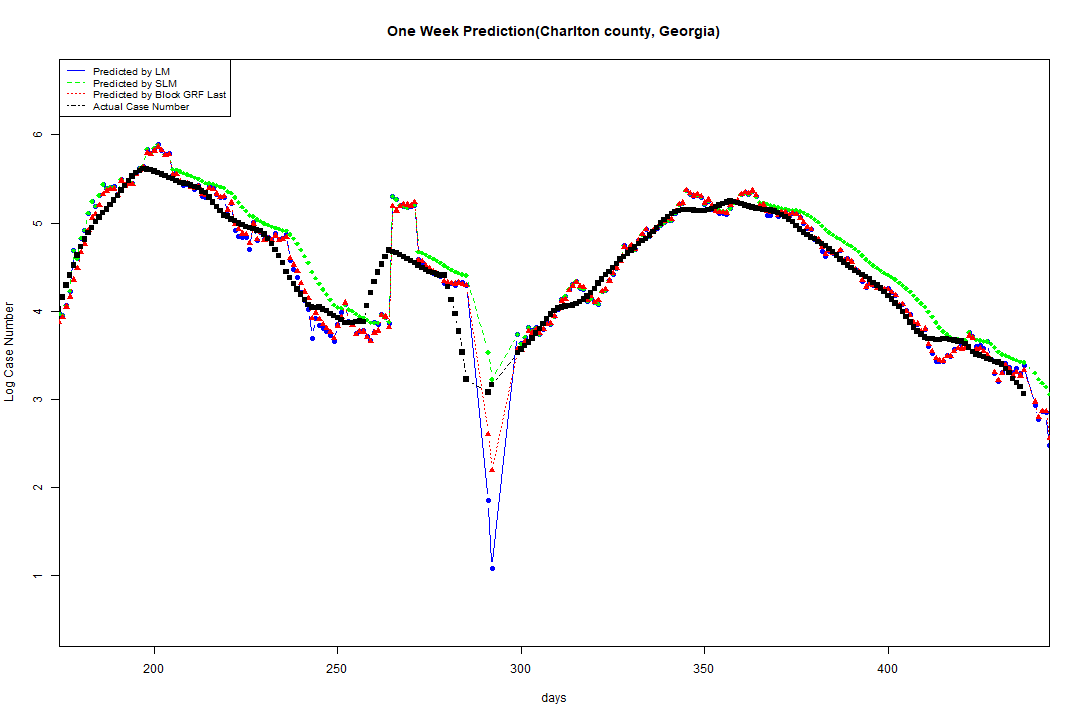 One Week Prediction(Charlton county, Georgia)
Predicted by LM
Predicted by SLM
Predicted by Block GRF Last
Actual Case Number
Log Case Number
6
5
4
3
2
1
200 250 300 350 400
days